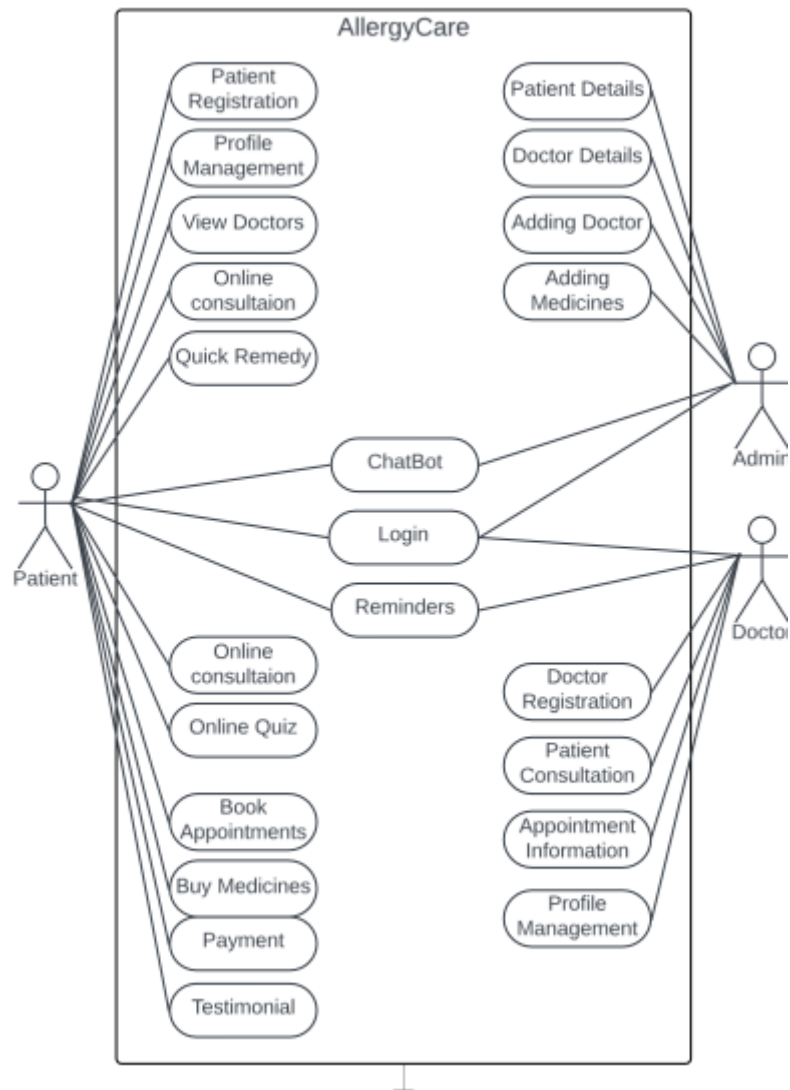 AllergyCare
Patient
Registration
Profile
Management
View Doctors
Online
consultaion
Quick Remedy
Patient Details
Doctor Details
Adding Doctor
Adding
Medicines
ChatBot
Login
Reminders
Patient
Admin
Doctor
Online
consultaion
Online Quiz
Book
Appointments
Buy Medicines
Payment
Testimonial
Doctor
Registration
Patient
Consultation
Appointment
Information
Profile
Management